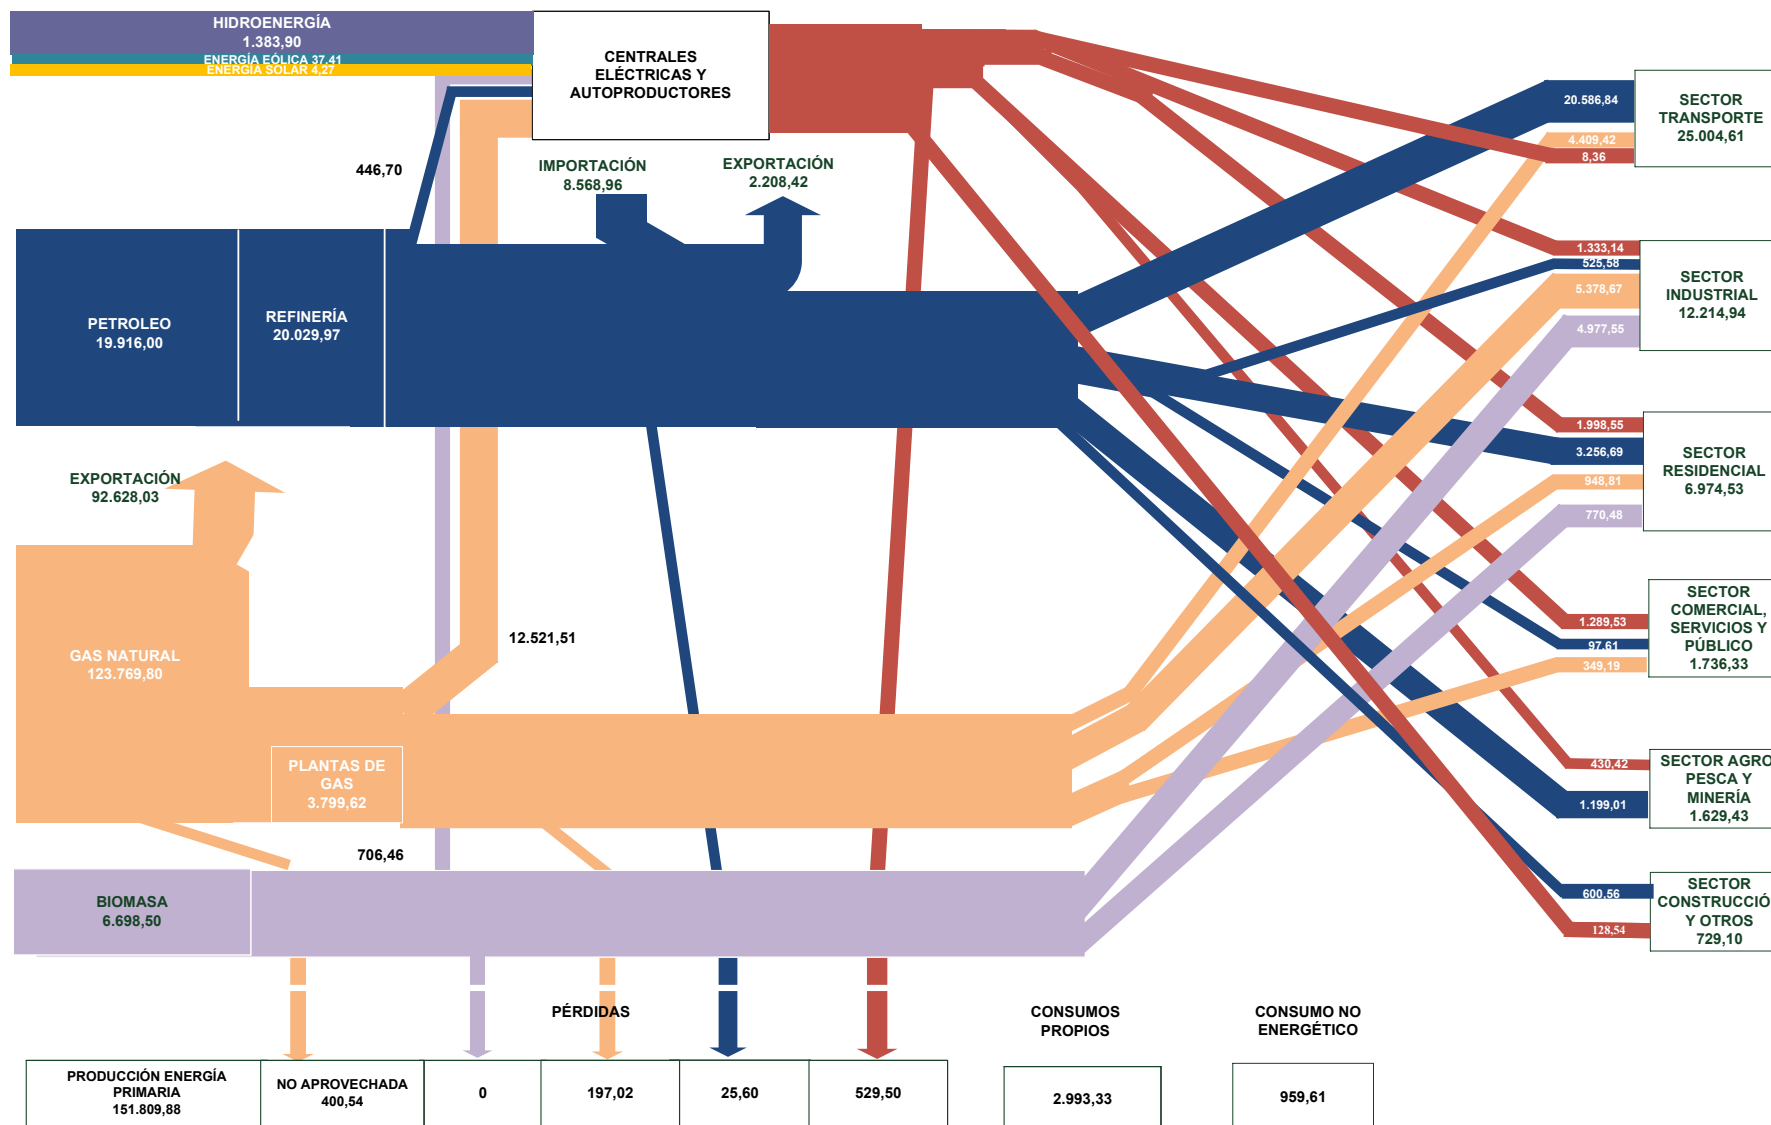 HIDROENERGÍA
1.383,90
ENERGÍA EÓLICA 37,41
ENERGÍA SOLAR 4,27
CENTRALES
ELÉCTRICAS Y
AUTOPRODUCTORES
446,70
IMPORTACIÓN
8.568,96
EXPORTACIÓN
2.208,42
PETROLEO
19.916,00
REFINERÍA
20.029,97
EXPORTACIÓN
92.628,03
GAS NATURAL
123.769,80
12.521,51
PLANTAS DE
GAS
3.799,62
706,46
BIOMASA
6.698,50
20.586,84
4.409,42
8,36
SECTOR
TRANSPORTE
25.004,61
1.333,14
525,58
5.378,67
4.977,55
SECTOR
INDUSTRIAL
12.214,94
1.998,55
3.256,69
948,81
770,48
SECTOR
RESIDENCIAL
6.974,53
1.289,53
97,61
349,19
SECTOR
COMERCIAL,
SERVICIOS Y
PÚBLICO
1.736,33
430,42
1.199,01
SECTOR AGRO
PESCA Y
MINERÍA
1.629,43
600,56
128,54
SECTOR
CONSTRUCCIÓ
Y OTROS
729,10
PÉRDIDAS
CONSUMOS
PROPIOS
CONSUMO NO
ENERGÉTICO
PRODUCCIÓN ENERGÍA
PRIMARIA
151.809,88
NO APROVECHADA
400,54
0
197,02
25,60
529,50
2.993,33
959,61